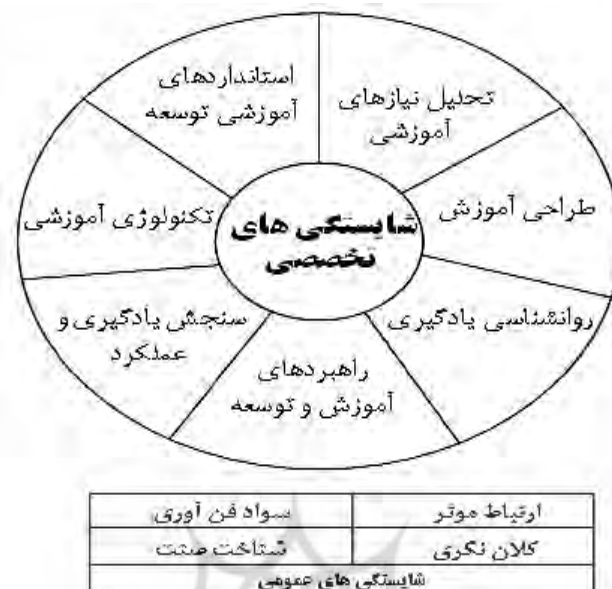 استانداردهای
آموزشی توسعه
تحلیل نیازهای
آموزشی
طراحی آموزش
روانشناسی یادگیری
راهبردهای
آموزش و توسعه
سنجش یادگیری و
عملکرد
تکنولوژی آموزشی
شایستگی های
تخصصی
ارتباط موثر
سواد فن آوری
کلان نگری
شناخت صنعت
شایستگی های عمومی